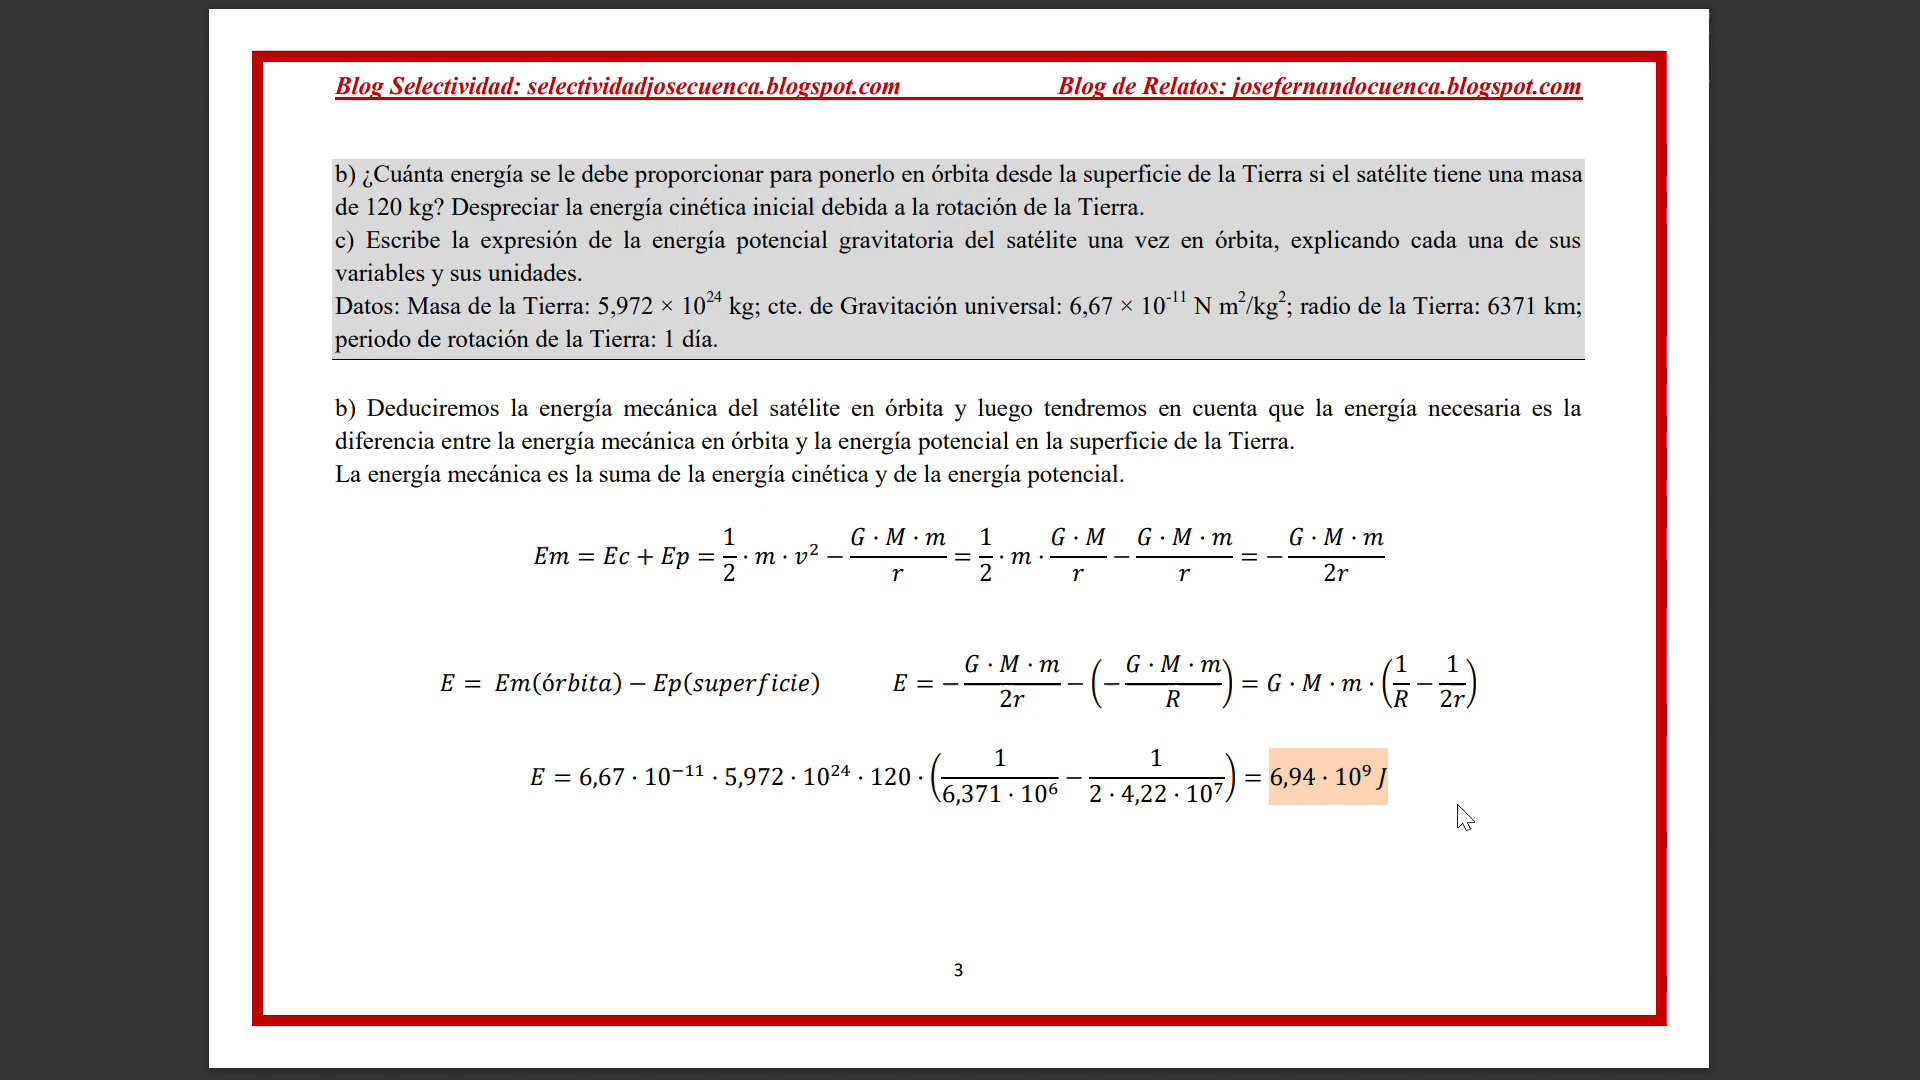 Blog Selectividad: selectividadjosecuenca.blogspot.com Blog de Relatos: josefernandocuenca.blogspot.com
b) ¿Cuánta energía se le debe proporcionar para ponerlo en órbita desde la superficie de la Tierra si el satélite tiene una masa
de 120 kg? Despreciar la energía cinética inicial debida a la rotación de la Tierra.
c) Escribe la expresión de la energía potencial gravitatoria del satélite una vez en órbita, explicando cada una de sus
variables y sus unidades.
Datos: Masa de la Tierra: 5,972 × 10^24 kg; cte. de Gravitación universal: 6,67 × 10^-11 N m^2/kg^2; radio de la Tierra: 6371 km;
periodo de rotación de la Tierra: 1 día.
b) Deduciremos la energía mecánica del satélite en órbita y luego tendremos en cuenta que la energía necesaria es la
diferencia entre la energía mecánica en órbita y la energía potencial en la superficie de la Tierra.
La energía mecánica es la suma de la energía cinética y de la energía potencial.
Em = Ec + Ep = 1/2 · m · v² − G · M · m / r = 1/2 · m · G · M / r − G · M · m / r = − G · M · m / 2r
E = Em(órbita) − Ep(superficie) E = − G · M · m / 2r − (− G · M · m / R) = G · M · m · (1/R − 1/2r)
E = 6,67 · 10⁻¹¹ · 5,972 · 10²⁴ · 120 · (1 / 6,371 · 10⁶ − 1 / 2 · 4,22 · 10⁷) = 6,94 · 10⁹ J
3